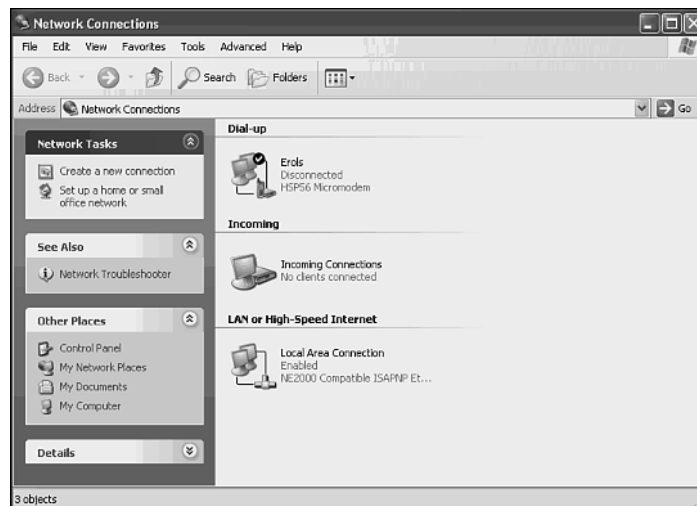 Network Connections
File Edit View Favorites Tools Advanced Help
Back Search Folders
Address Network Connections Go
Network Tasks
Create a new connection
Set up a home or small
office network
See Also
Network Troubleshooter
Other Places
Control Panel
My Network Places
My Documents
My Computer
Details
Dial-up
Erols
Disconnected
HSP56 Micromodem
Incoming
Incoming Connections
No clients connected
LAN or High-Speed Internet
Local Area Connection
Enabled
NE2000 Compatible ISAPNP Et...
3 objects